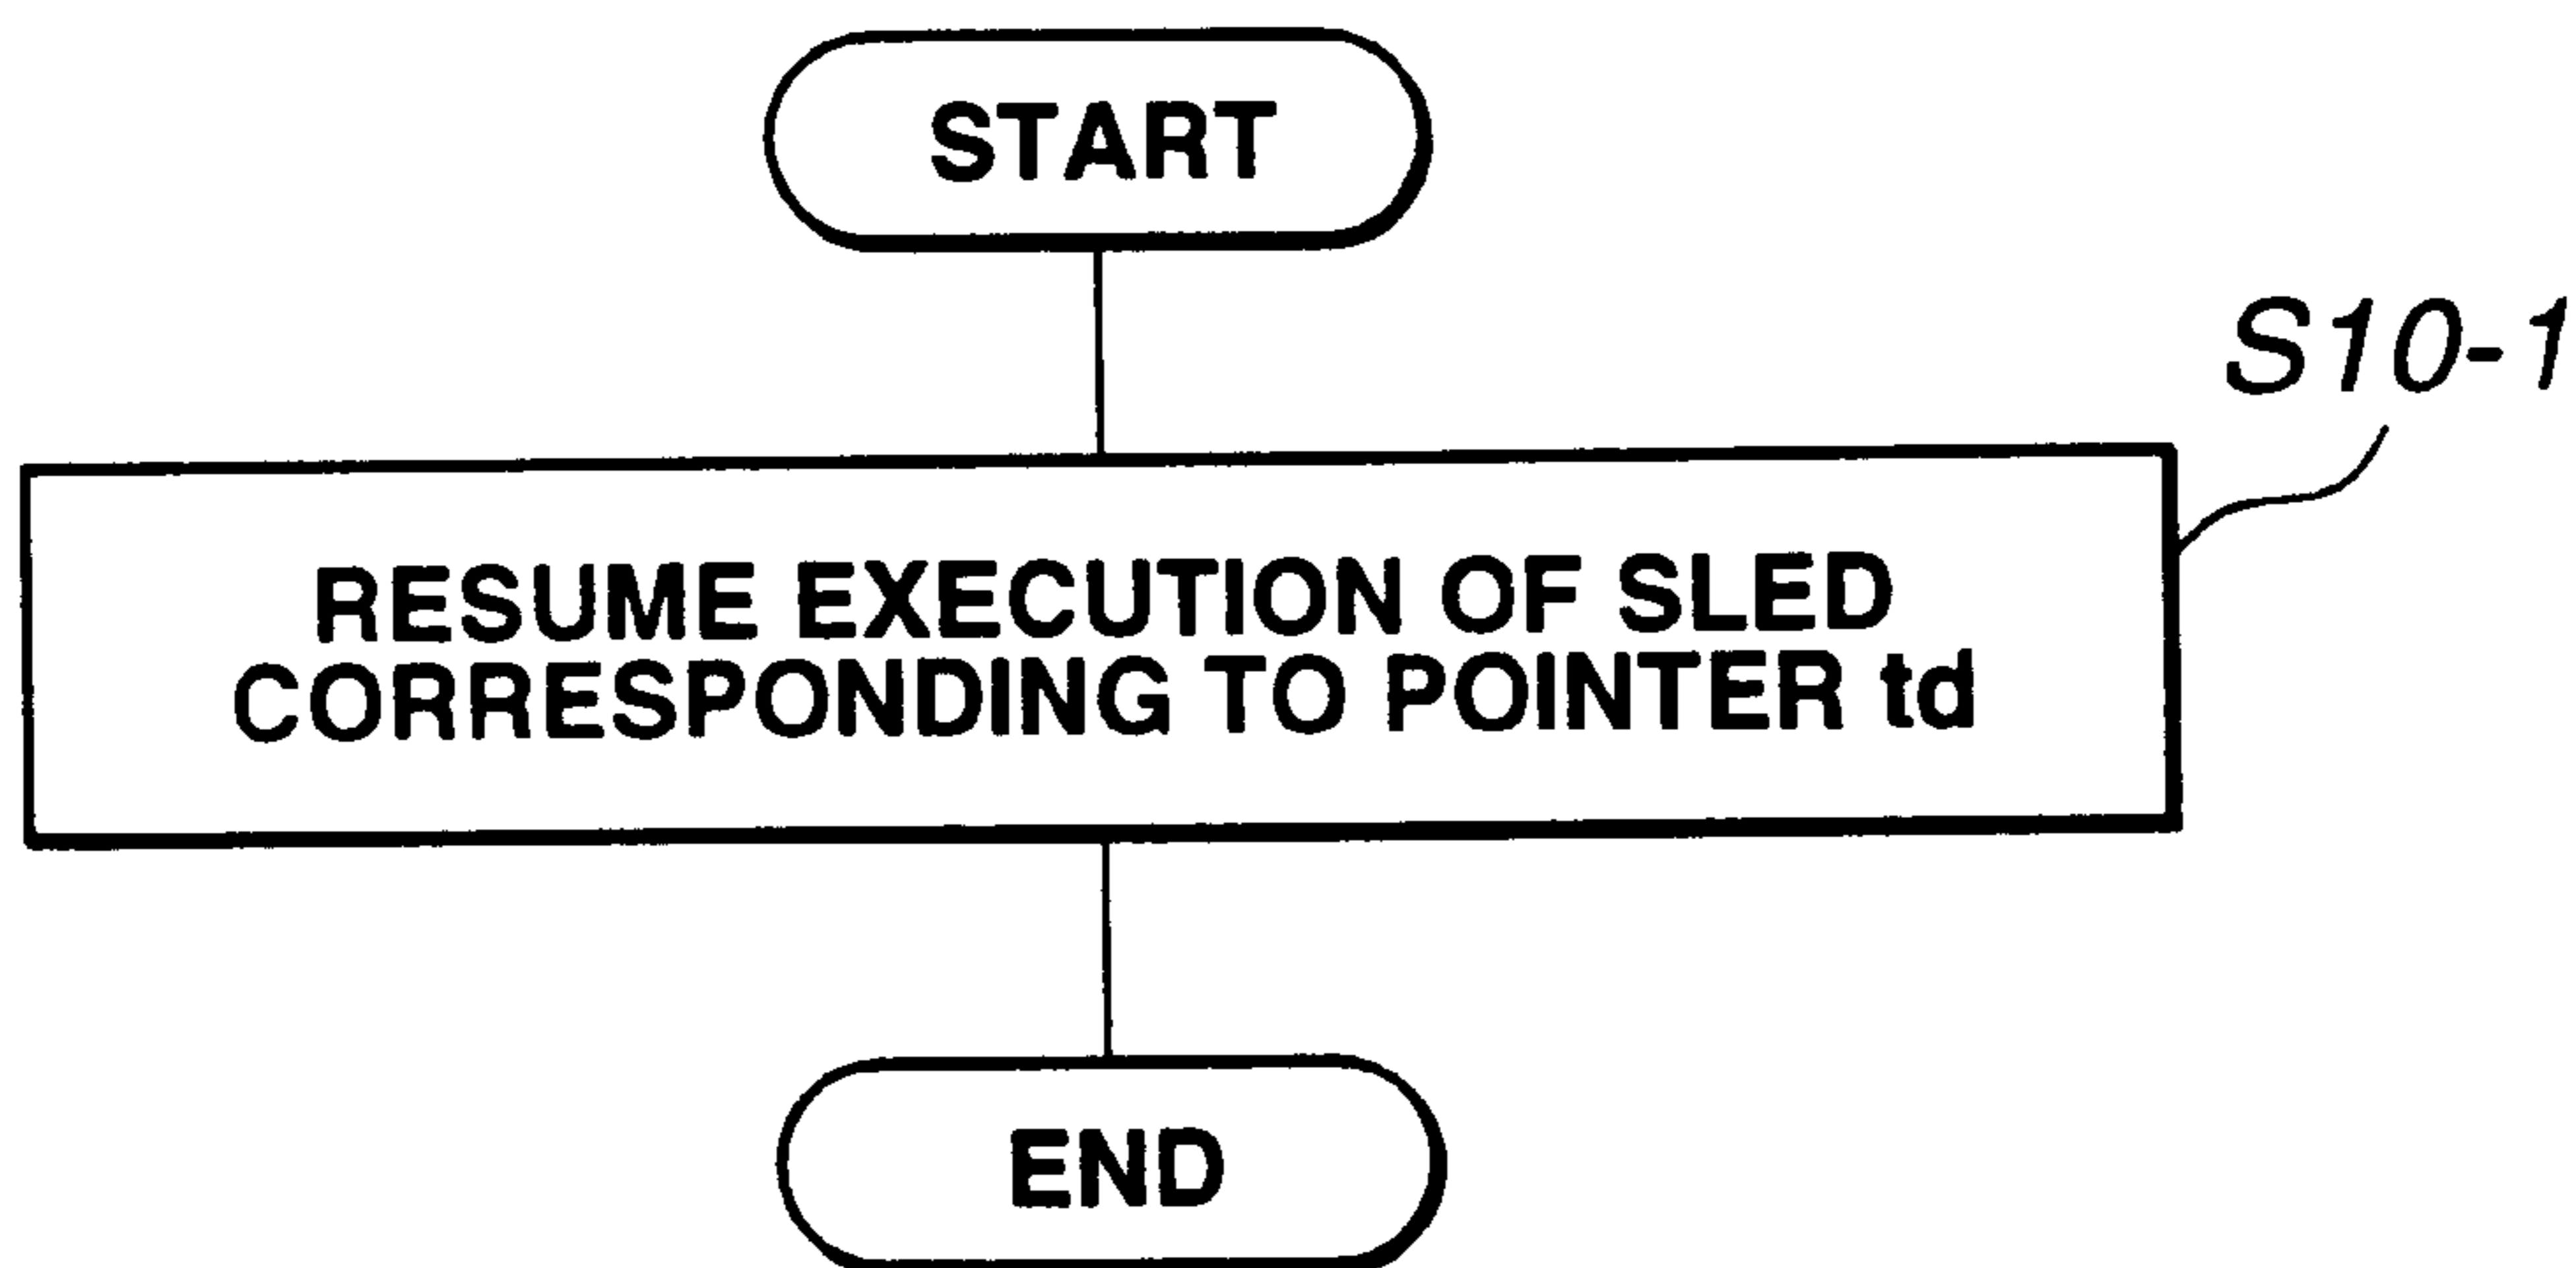 START
S10-1
RESUME EXECUTION OF SLED
CORRESPONDING TO POINTER td
END